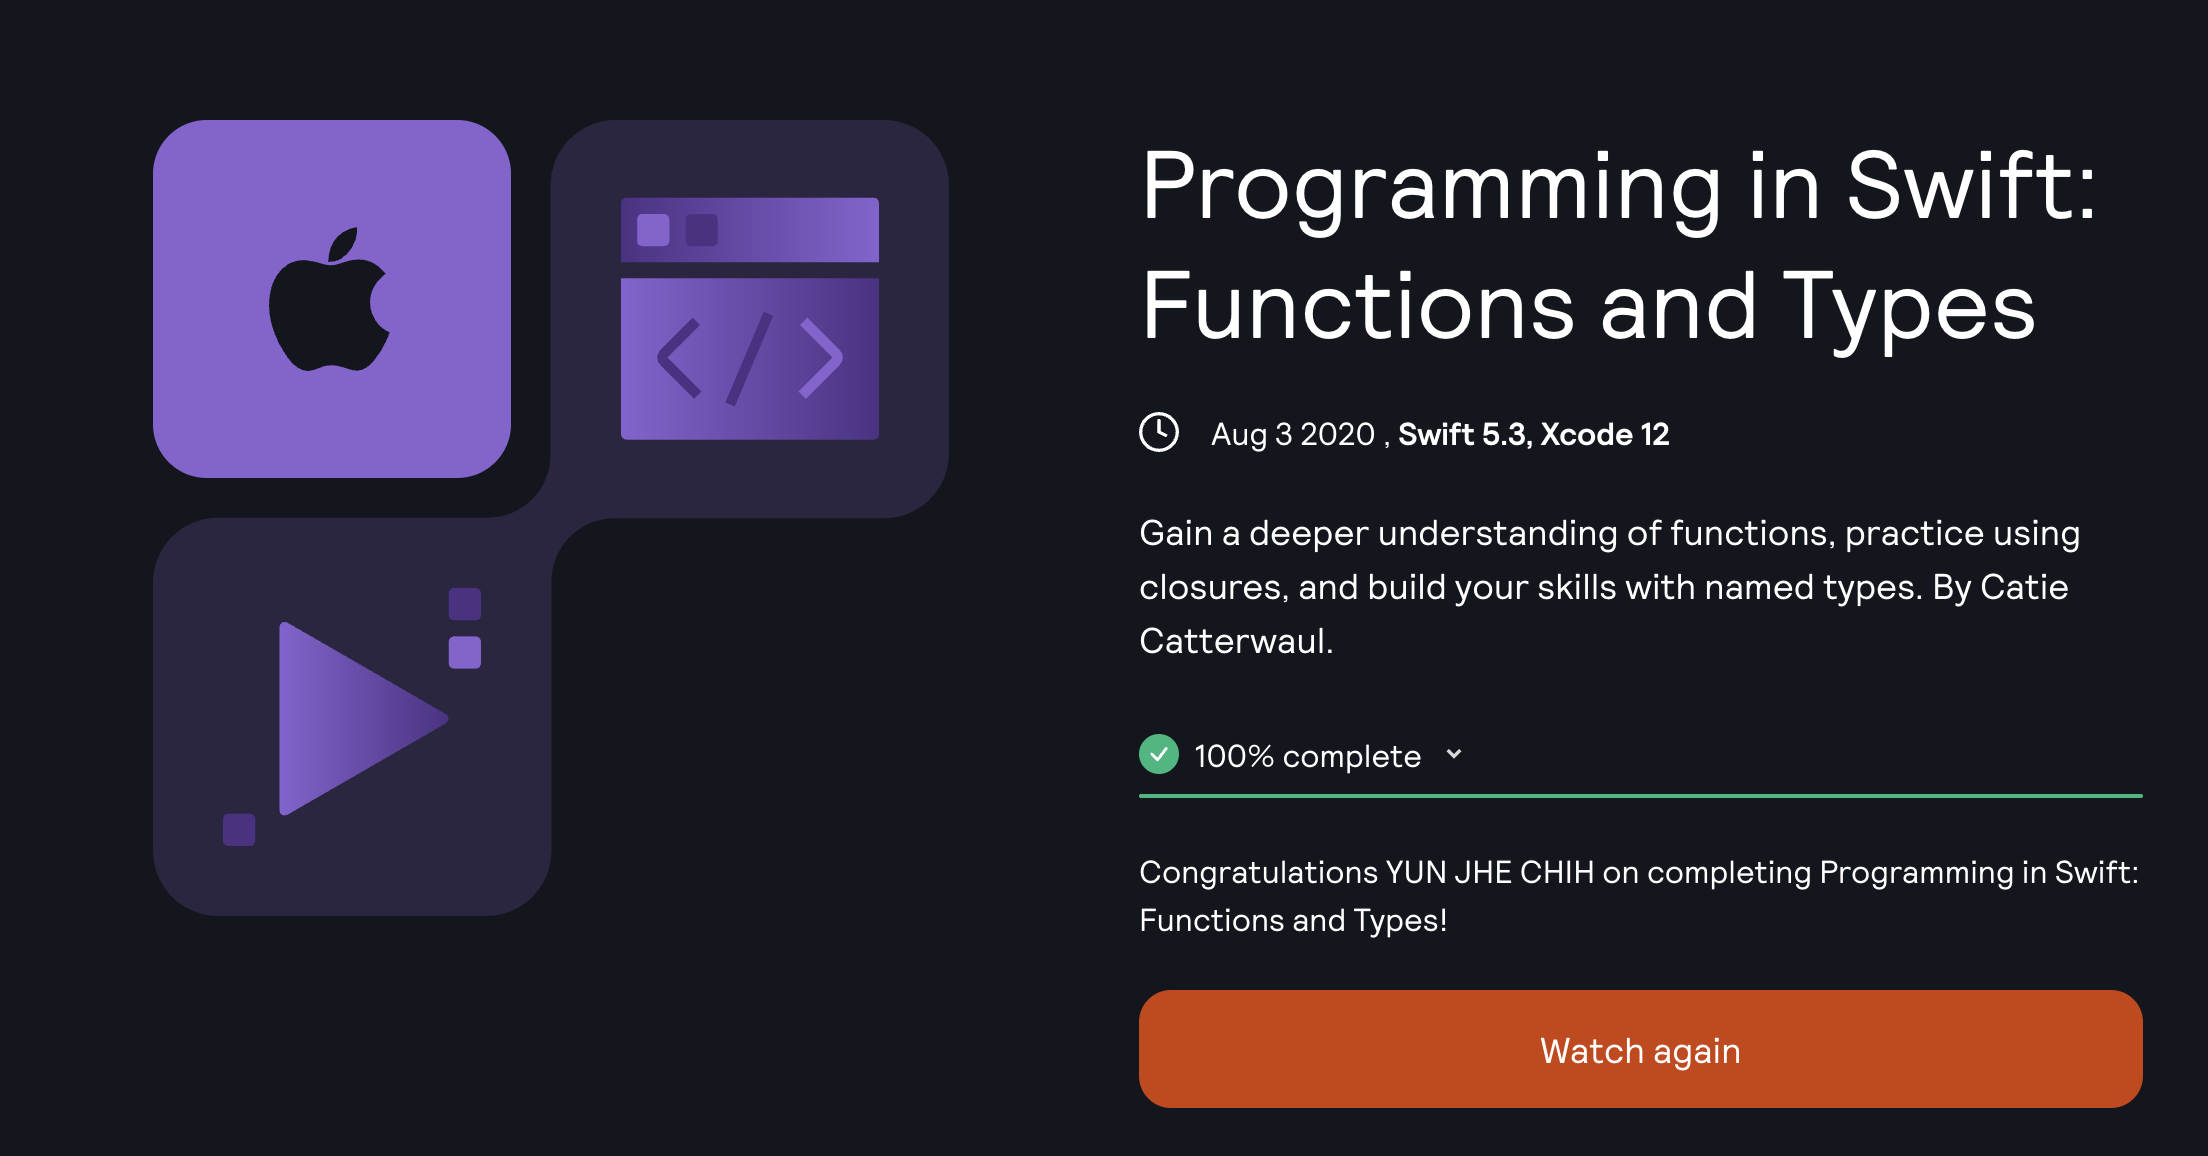 Programming in Swift:
Functions and Types
Aug 3 2020 , Swift 5.3, Xcode 12
Gain a deeper understanding of functions, practice using
closures, and build your skills with named types. By Catie
Catterwaul.
100% complete
Congratulations YUN JHE CHIH on completing Programming in Swift:
Functions and Types!
Watch again